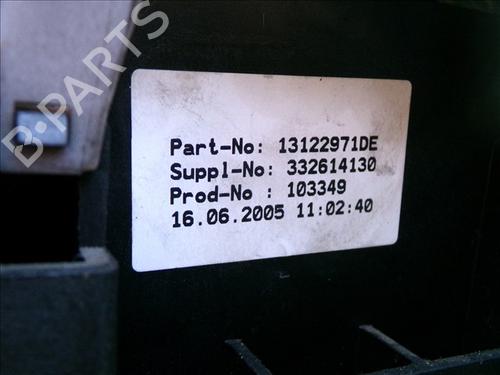 B-PARTS
Part-No: 13122971DE
Suppl-No: 332614130
Prod-No : 103349
16.06.2005 11:02:40